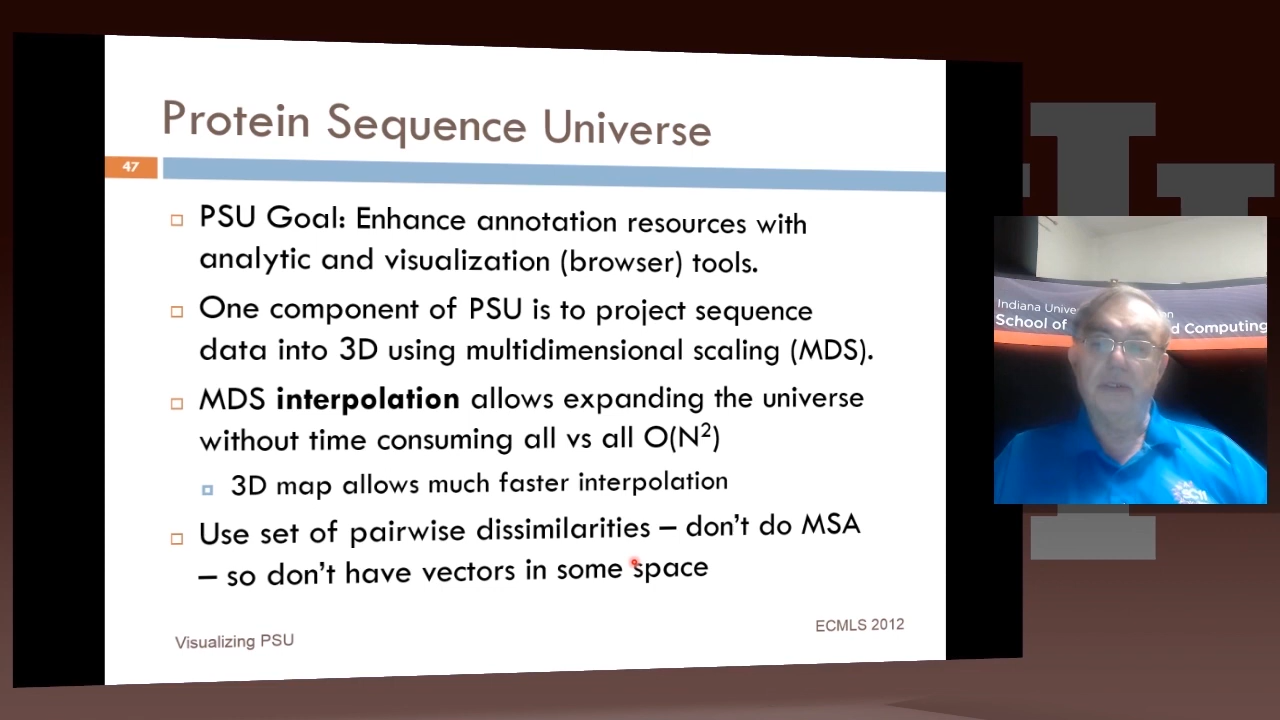 Protein Sequence Universe
47
PSU Goal: Enhance annotation resources with
analytic and visualization (browser) tools.
One component of PSU is to project sequence
data into 3D using multidimensional scaling (MDS).
MDS interpolation allows expanding the universe
without time consuming all vs all O(N²)
3D map allows much faster interpolation
Use set of pairwise dissimilarities – don't do MSA
– so don't have vectors in some space
Visualizing PSU
ECMLS 2012
Indiana
School of
d Computing